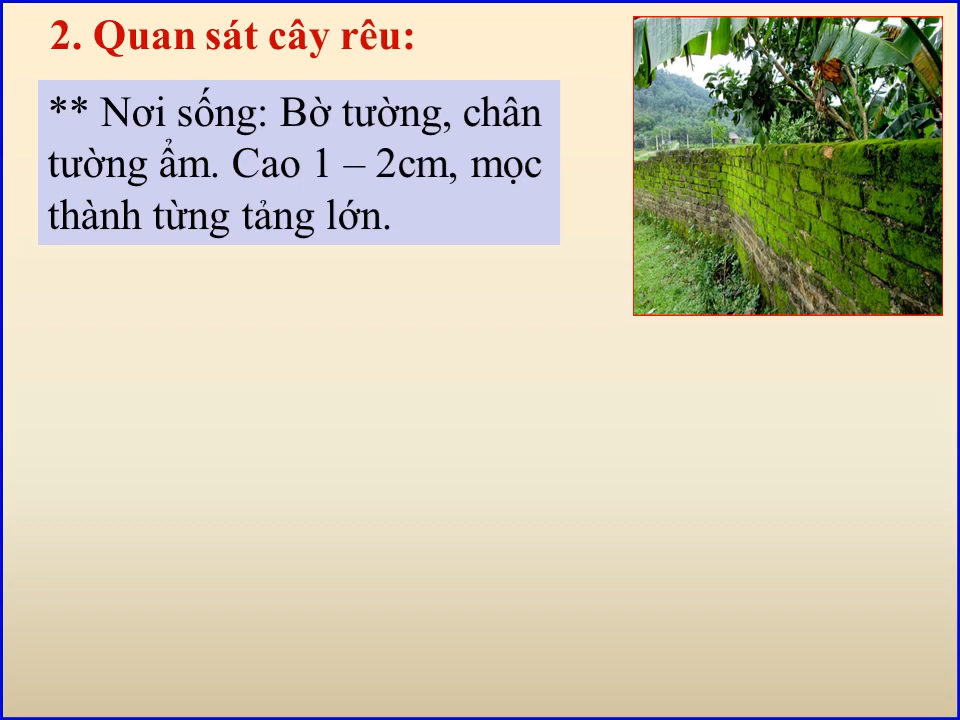 2. Quan sát cây rêu:
** Nơi sống: Bờ tường, chân
tường ẩm. Cao 1 – 2cm, mọc
thành từng tảng lớn.